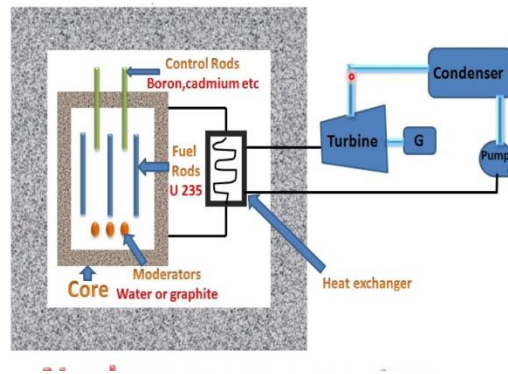 Control Rods
Boron,cadmium etc
Condenser
Turbine
G
Pump
Fuel
Rods
U 235
Moderators
Water or graphite
Core
Heat exchanger